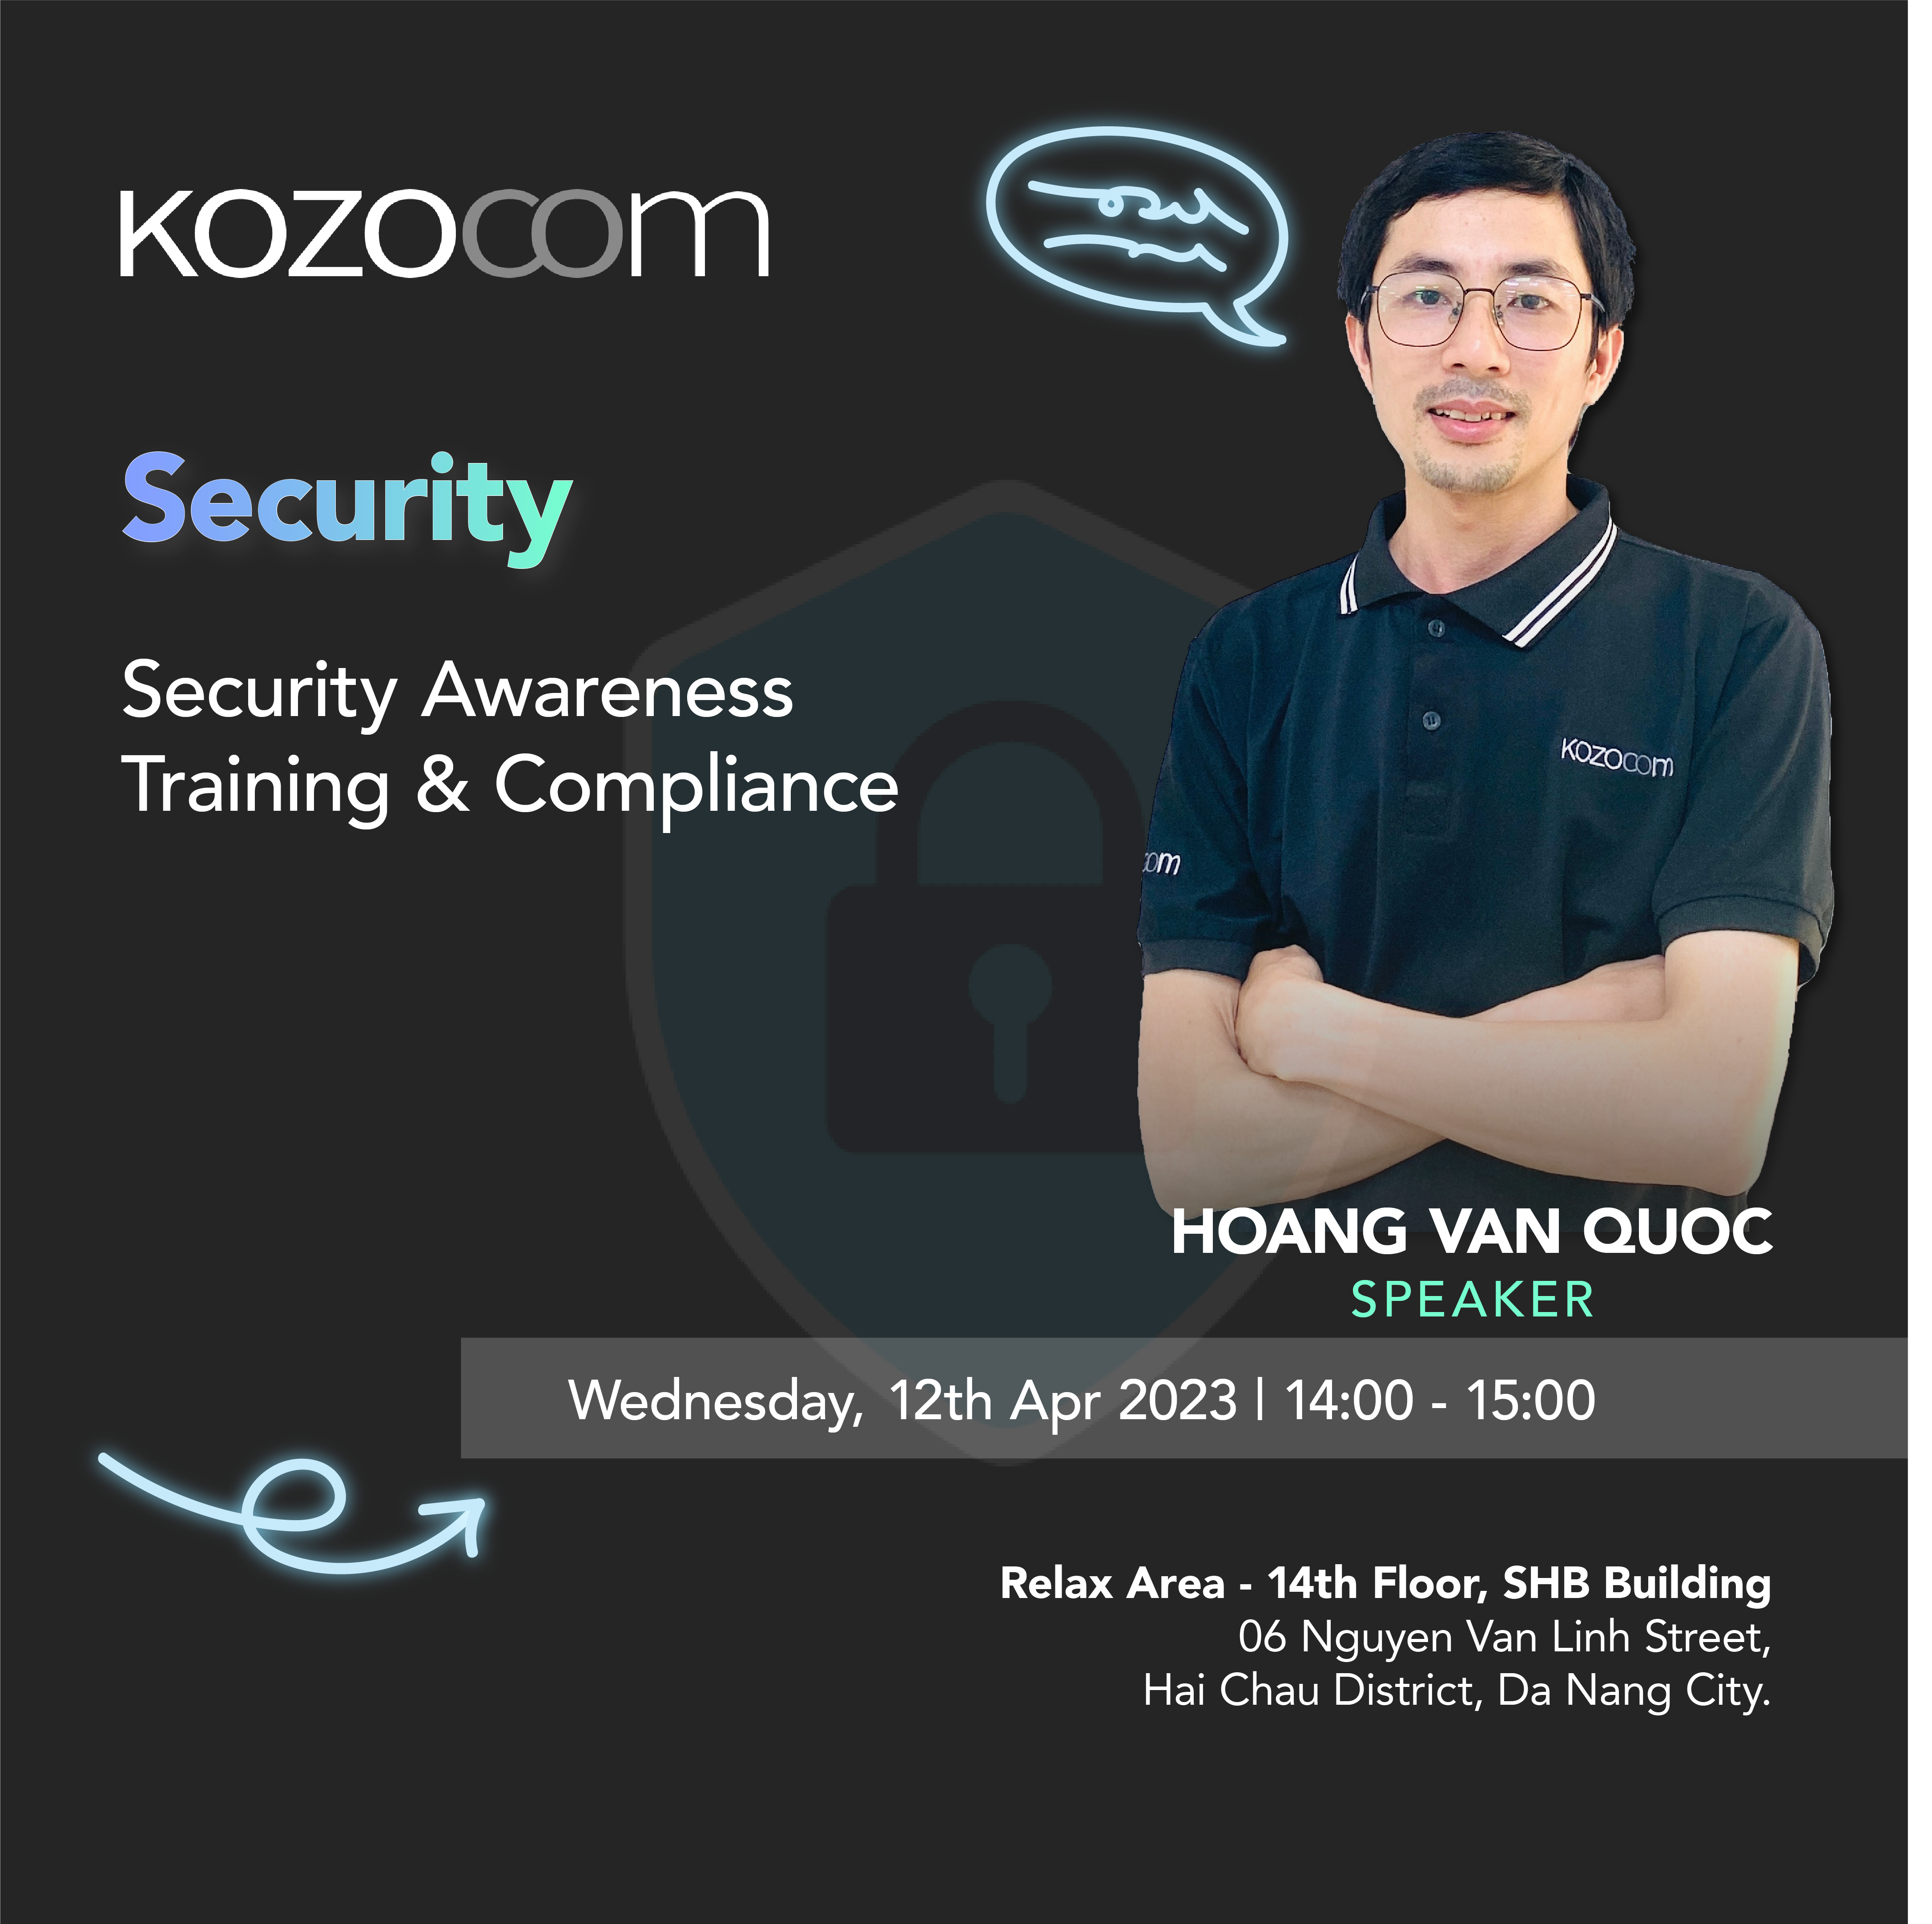 KOZOCOM
Security
Security Awareness
Training & Compliance
KOZOCOM
com
HOANG VAN QUOC
SPEAKER
Wednesday, 12th Apr 2023 | 14:00 - 15:00
Relax Area - 14th Floor, SHB Building
06 Nguyen Van Linh Street,
Hai Chau District, Da Nang City.